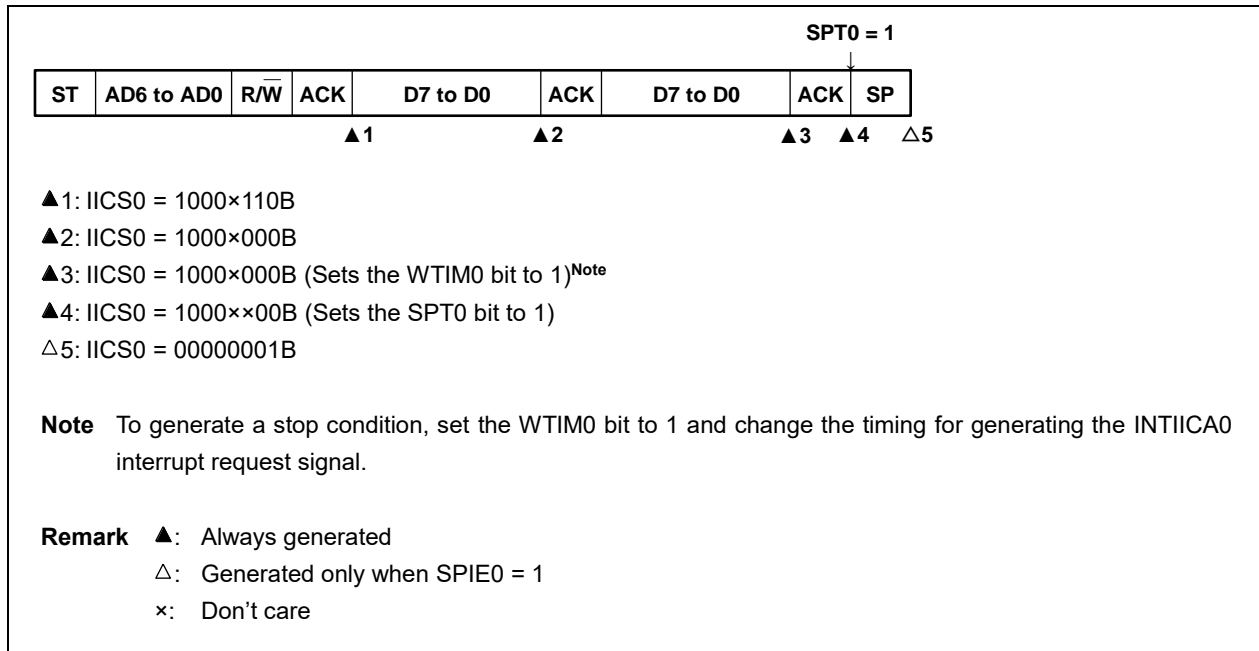 SPT0 = 1
↓
ST AD6 to AD0 R/W̅ ACK D7 to D0 ACK D7 to D0 ACK SP
▲1 ▲2 ▲3 ▲4 △5
▲1: IICS0 = 1000×110B
▲2: IICS0 = 1000×000B
▲3: IICS0 = 1000×000B (Sets the WTIM0 bit to 1)Note
▲4: IICS0 = 1000××00B (Sets the SPT0 bit to 1)
△5: IICS0 = 00000001B
Note To generate a stop condition, set the WTIM0 bit to 1 and change the timing for generating the INTIICA0
interrupt request signal.
Remark ▲: Always generated
△: Generated only when SPIE0 = 1
×: Don't care